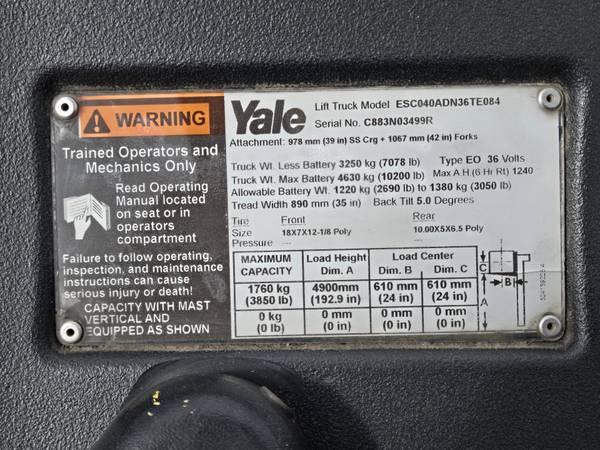 WARNING
Trained Operators and
Mechanics Only
Read Operating
Manual located
on seat or in
operators
compartment
Failure to follow operating,
inspection, and maintenance
instructions can cause
serious injury or death!
CAPACITY WITH MAST
VERTICAL AND
EQUIPPED AS SHOWN
Yale
Lift Truck Model ESC040ADN36TE084
Serial No. C883N03499R
Attachment: 978 mm (39 in) SS Crg + 1067 mm (42 in) Forks
Truck Wt. Less Battery 3250 kg (7078 lb) Type EO 36 Volts
Truck Wt. Max Battery 4630 kg (10200 lb) Max A H.(6 Hr Rt) 1240
Allowable Battery Wt. 1220 kg (2690 lb) to 1380 kg (3050 lb)
Tread Width 890 mm (35 in) Back Tilt 5.0 Degrees
Tire Front Rear
Size 18X7X12-1/8 Poly 10.00X5X6.5 Poly
Pressure —
MAXIMUM CAPACITY Load Height Dim. A Load Center Dim. B Dim. C
1760 kg (3850 lb) 4900mm (192.9 in) 610 mm (24 in) 610 mm (24 in)
0 kg (0 lb) 0 mm (0 in) 0 mm (0 in) 0 mm (0 in)
C
B
A